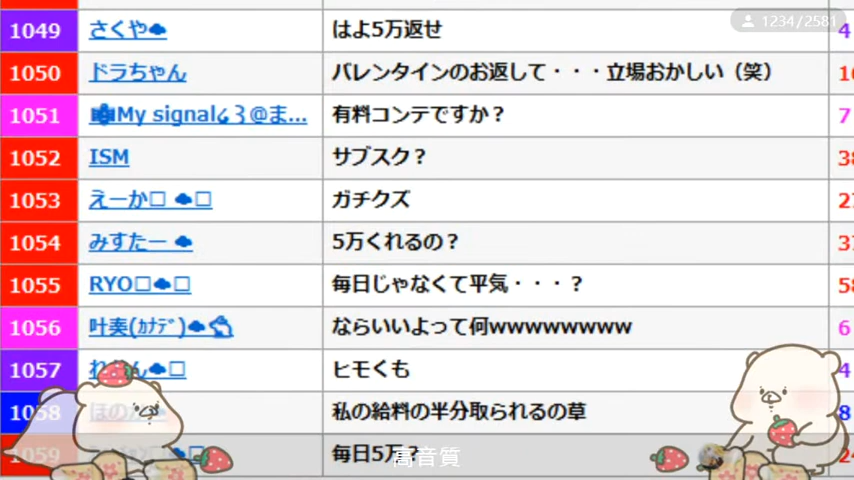 1234/2581
1049 さくや はよ5万返せ 4
1050 ドラちゃん バレンタインのお返して・・・立場おかしい（笑）
1051 My signal @ま... 有料コンテですか？ 7
1052 ISM サブスク？
1053 えーか ガチクズ
1054 みすたー 5万くれるの？
1055 RYO 毎日じゃなくて平気・・・？
1056 叶奏(ｶﾅﾃﾞ) ならいいよって何wwwwwwww 6
1057 ヒモくも 4
1058 私の給料の半分取られるの草 8
1059 毎日5万？
高音質